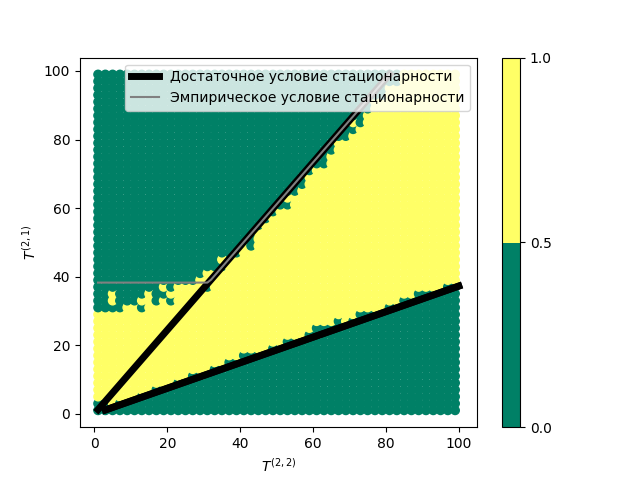 Достаточное условие стационарности
Эмпирическое условие стационарности
100
80
60
40
20
0
T^(2,1)
0 20 40 60 80 100
T^(2,2)
1.0
0.5
0.0